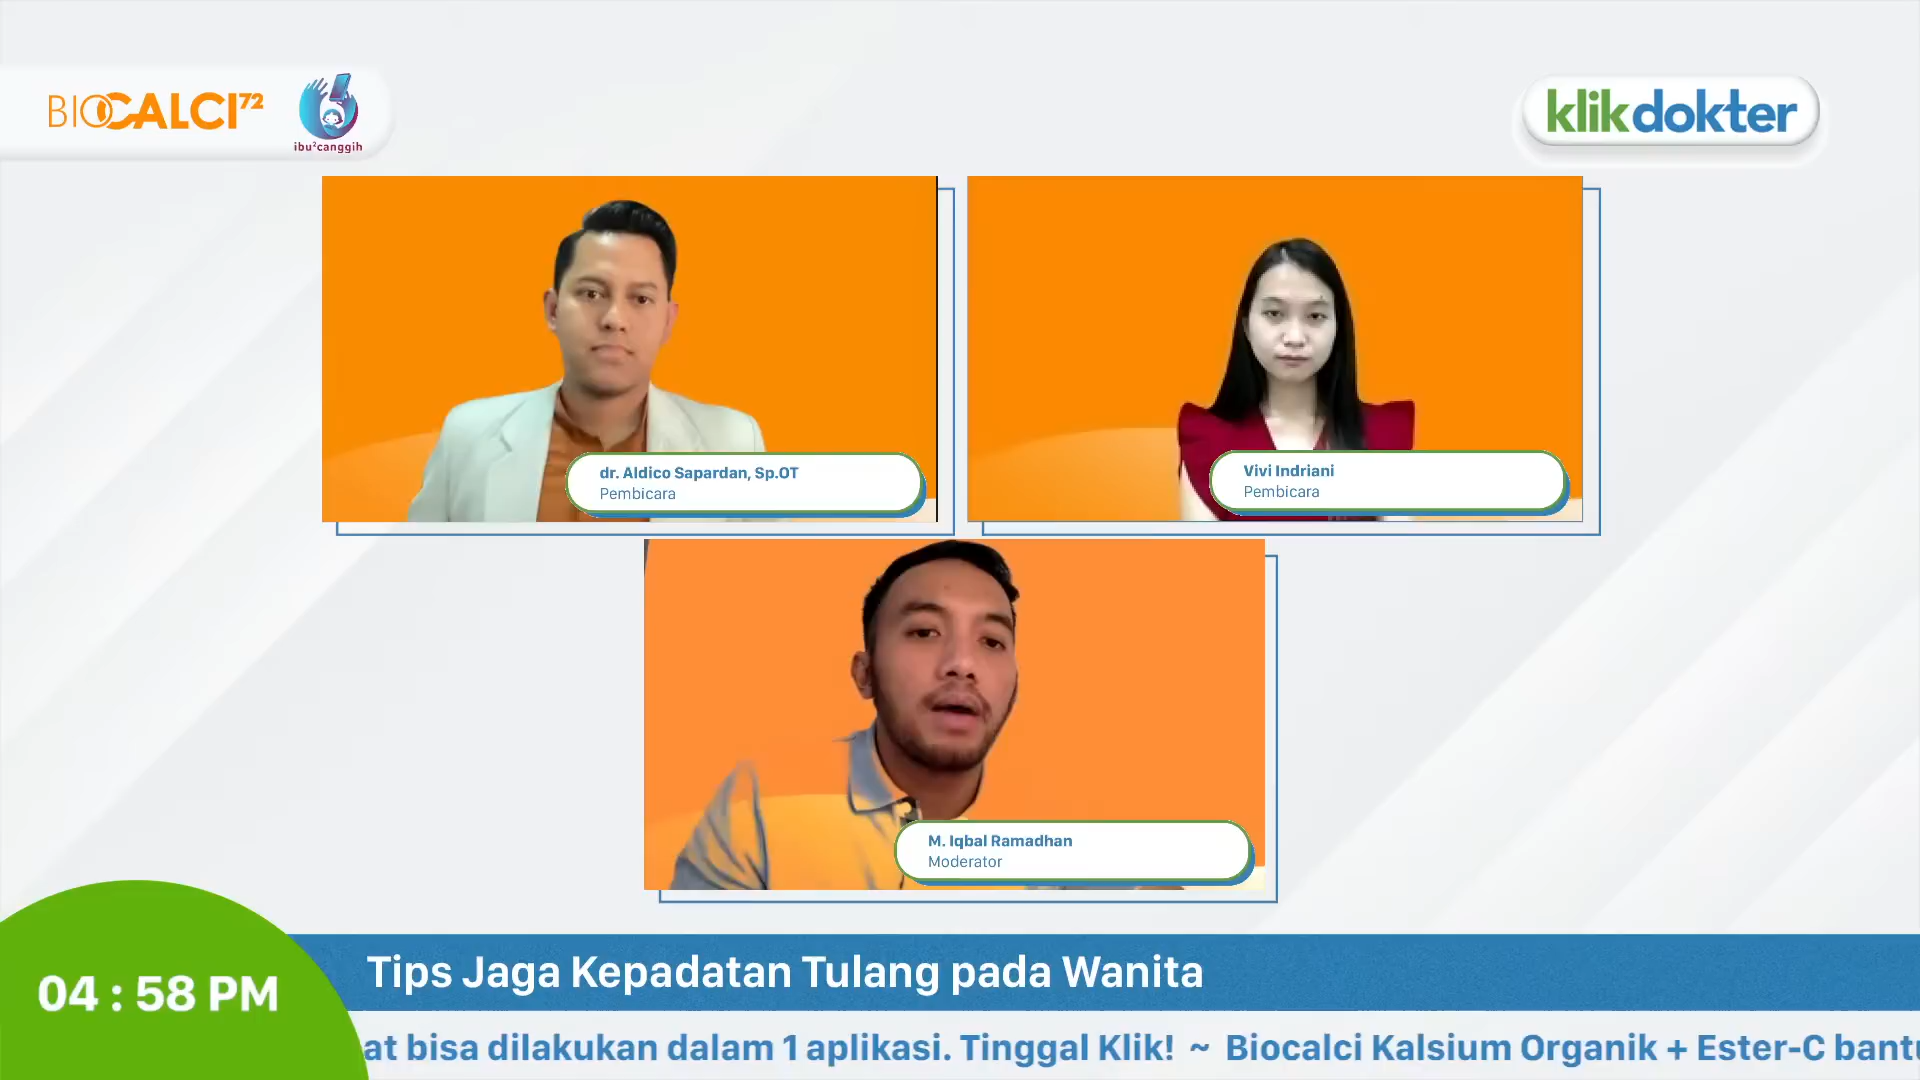 BIOCALCI72
ibu²canggih
klikdokter
dr. Aldico Sapardan, Sp.OT
Pembicara
Vivi Indriani
Pembicara
M. Iqbal Ramadhan
Moderator
04 : 58 PM
Tips Jaga Kepadatan Tulang pada Wanita
at bisa dilakukan dalam 1 aplikasi. Tinggal Klik! ~ Biocalci Kalsium Organik + Ester-C bantu